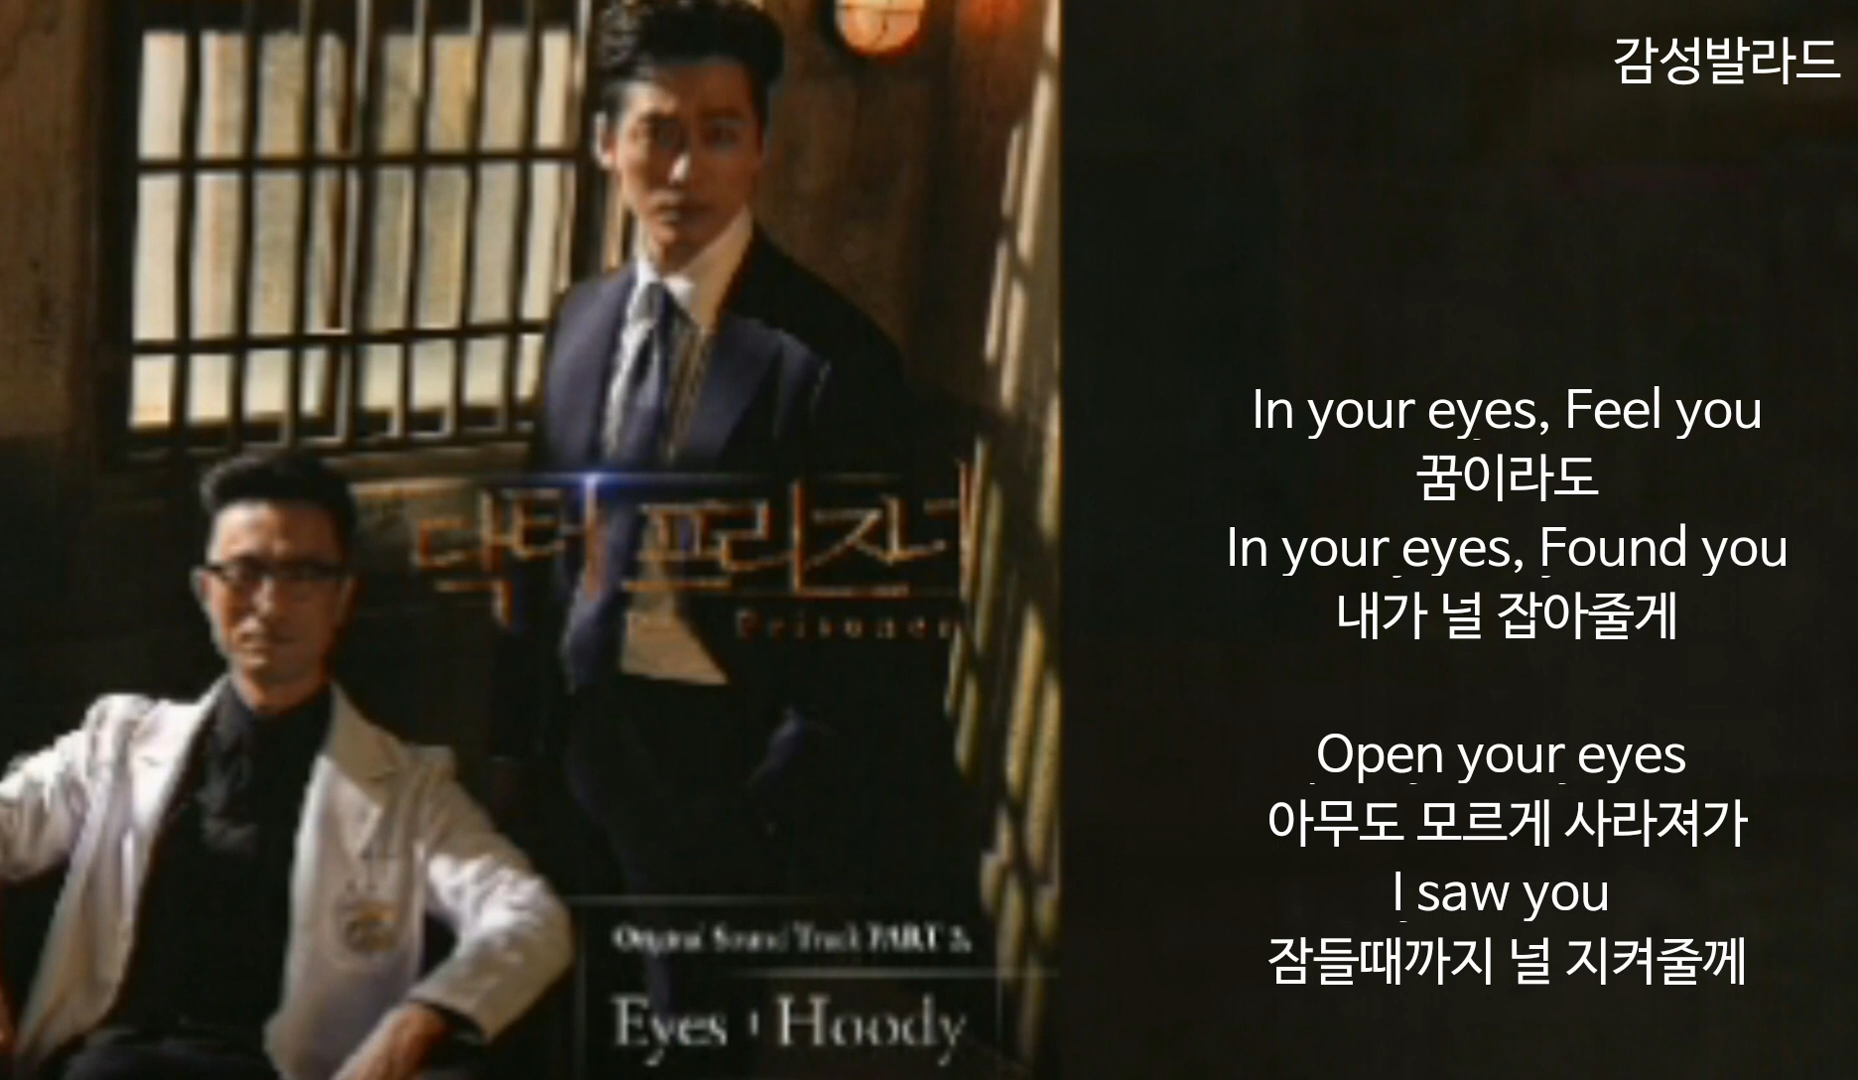 감성발라드
In your eyes, Feel you
꿈이라도
In your eyes, Found you
내가 널 잡아줄게
Open your eyes
아무도 모르게 사라져가
I saw you
잠들때까지 널 지켜줄께
닥터 프리즈너
Prisoner
Original Sound Track PART
Eyes Hoody